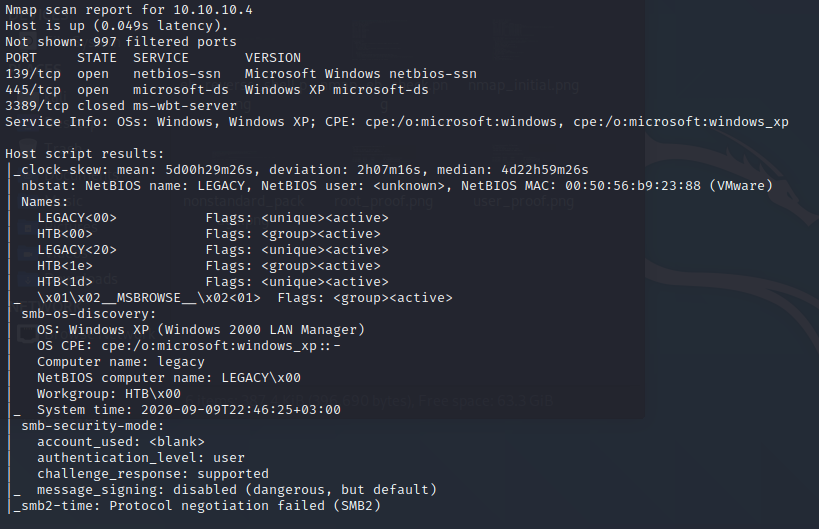 Nmap scan report for 10.10.10.4
Host is up (0.049s latency).
Not shown: 997 filtered ports
PORT     STATE  SERVICE       VERSION
139/tcp  open   netbios-ssn   Microsoft Windows netbios-ssn
445/tcp  open   microsoft-ds  Windows XP microsoft-ds
3389/tcp closed ms-wbt-server
Service Info: OSs: Windows, Windows XP; CPE: cpe:/o:microsoft:windows, cpe:/o:microsoft:windows_xp

Host script results:
|_clock-skew: mean: 5d00h29m26s, deviation: 2h07m16s, median: 4d22h59m26s
| nbstat: NetBIOS name: LEGACY, NetBIOS user: <unknown>, NetBIOS MAC: 00:50:56:b9:23:88 (VMware)
| Names:
|   LEGACY<00>           Flags: <unique><active>
|   HTB<00>              Flags: <group><active>
|   LEGACY<20>           Flags: <unique><active>
|   HTB<1e>              Flags: <group><active>
|   HTB<1d>              Flags: <unique><active>
|_  \x01\x02__MSBROWSE__\x02<01>  Flags: <group><active>
| smb-os-discovery:
|   OS: Windows XP (Windows 2000 LAN Manager)
|   OS CPE: cpe:/o:microsoft:windows_xp::-
|   Computer name: legacy
|   NetBIOS computer name: LEGACY\x00
|   Workgroup: HTB\x00
|_  System time: 2020-09-09T22:46:25+03:00
| smb-security-mode:
|   account_used: <blank>
|   authentication_level: user
|   challenge_response: supported
|_  message_signing: disabled (dangerous, but default)
|_smb2-time: Protocol negotiation failed (SMB2)
nmap_initial.png
root_proof.png
user_proof.png